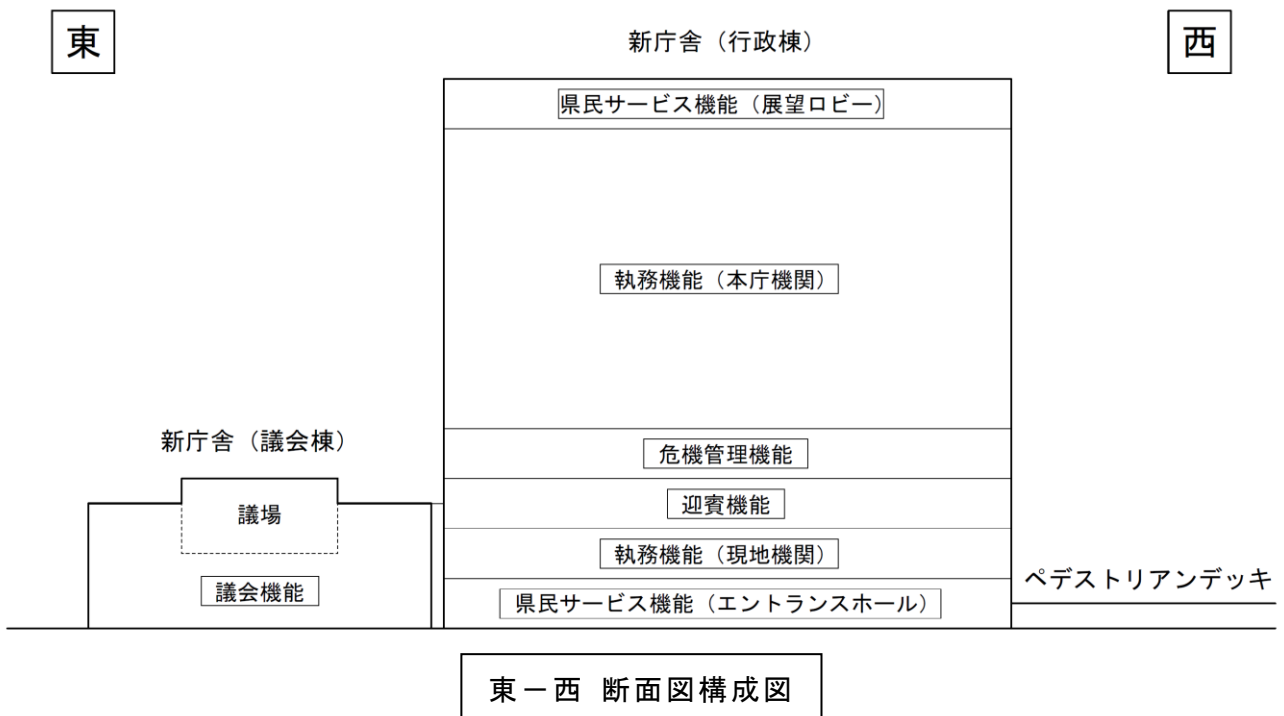 東
西
新庁舎（行政棟）
県民サービス機能（展望ロビー）
執務機能（本庁機関）
新庁舎（議会棟）
危機管理機能
議場
迎賓機能
執務機能（現地機関）
ペデストリアンデッキ
議会機能
県民サービス機能（エントランスホール）
東－西 断面図構成図